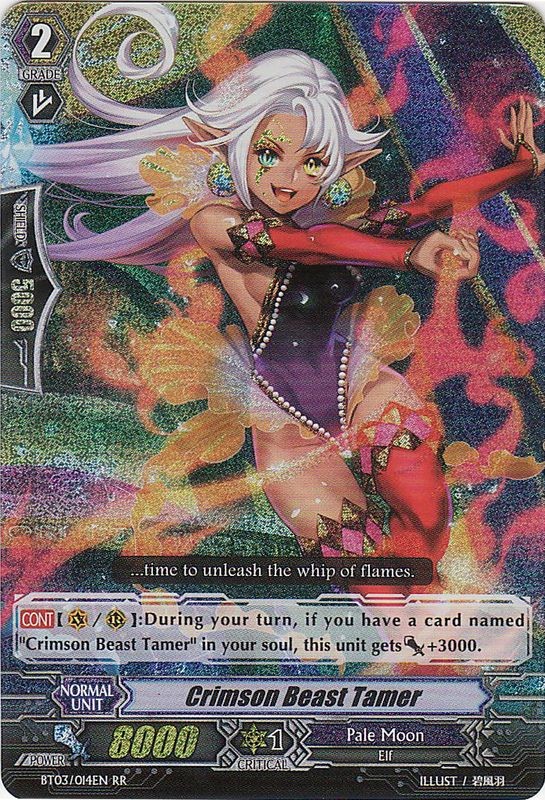 2
GRADE
SHIELD
5000
...time to unleash the whip of flames.
CONT【 / 】:During your turn, if you have a card named
"Crimson Beast Tamer" in your soul, this unit gets +3000.
NORMAL
UNIT
Crimson Beast Tamer
POWER
8000
1
CRITICAL
Pale Moon
Elf
BT03/014EN RR
ILLUST / 碧風羽